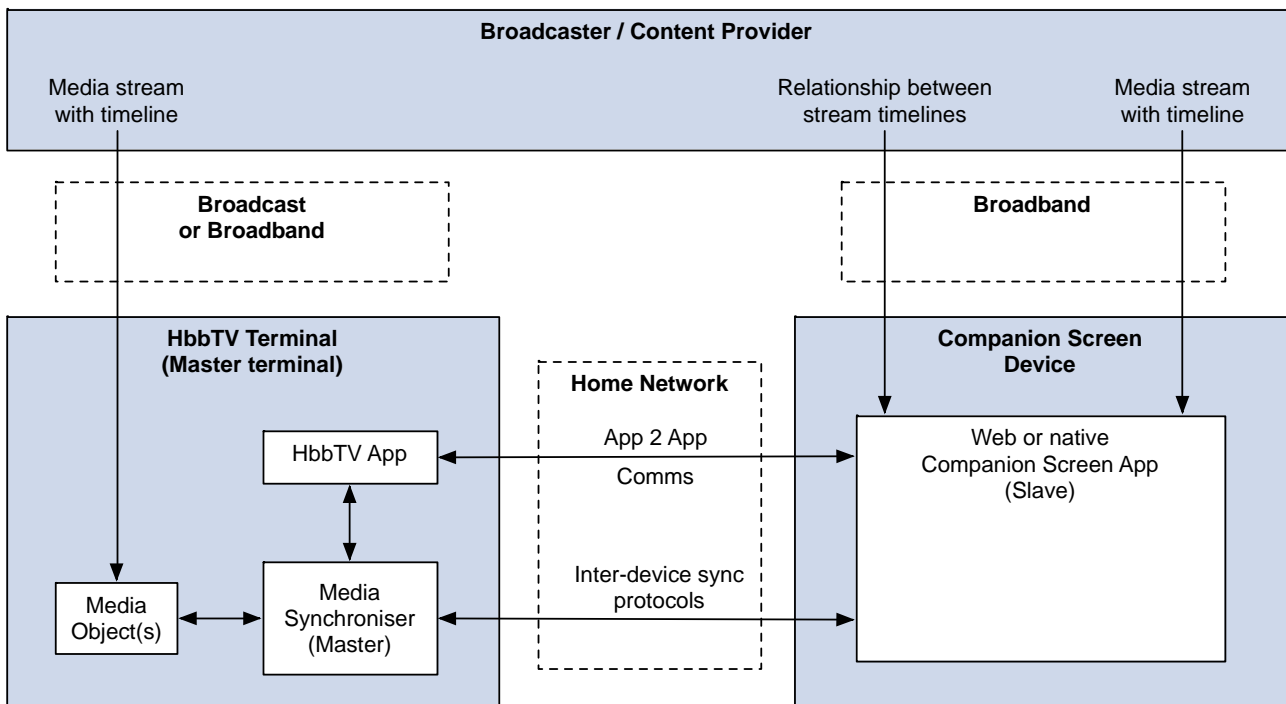 Broadcaster / Content Provider
Media stream
with timeline
Relationship between
stream timelines
Media stream
with timeline
Broadcast
or Broadband
Broadband
HbbTV Terminal
(Master terminal)
Home Network
Companion Screen
Device
HbbTV App
App 2 App
Comms
Web or native
Companion Screen App
(Slave)
Media
Object(s)
Media
Synchroniser
(Master)
Inter-device sync
protocols